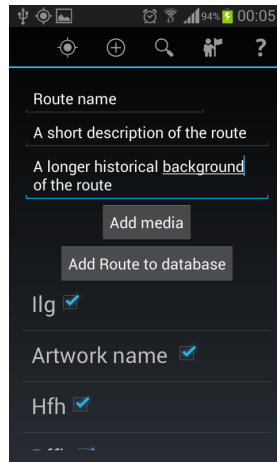 94% 00:05
?
Route name
A short description of the route
A longer historical background
of the route
Add media
Add Route to database
Ilg
Artwork name
Hfh